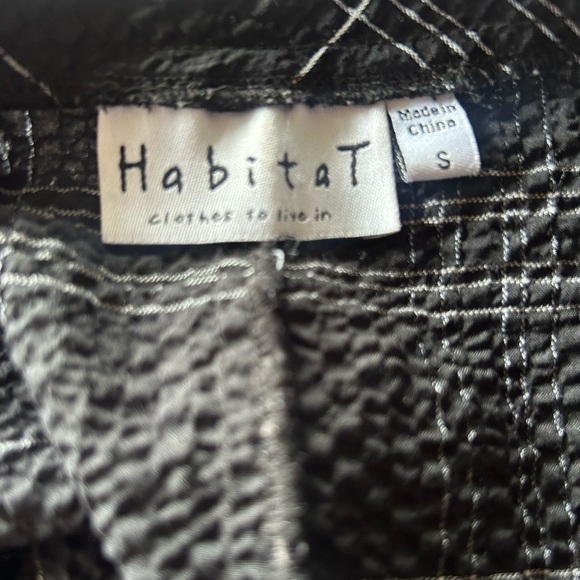 HabitaT
clothes to live in
Made in
China
S